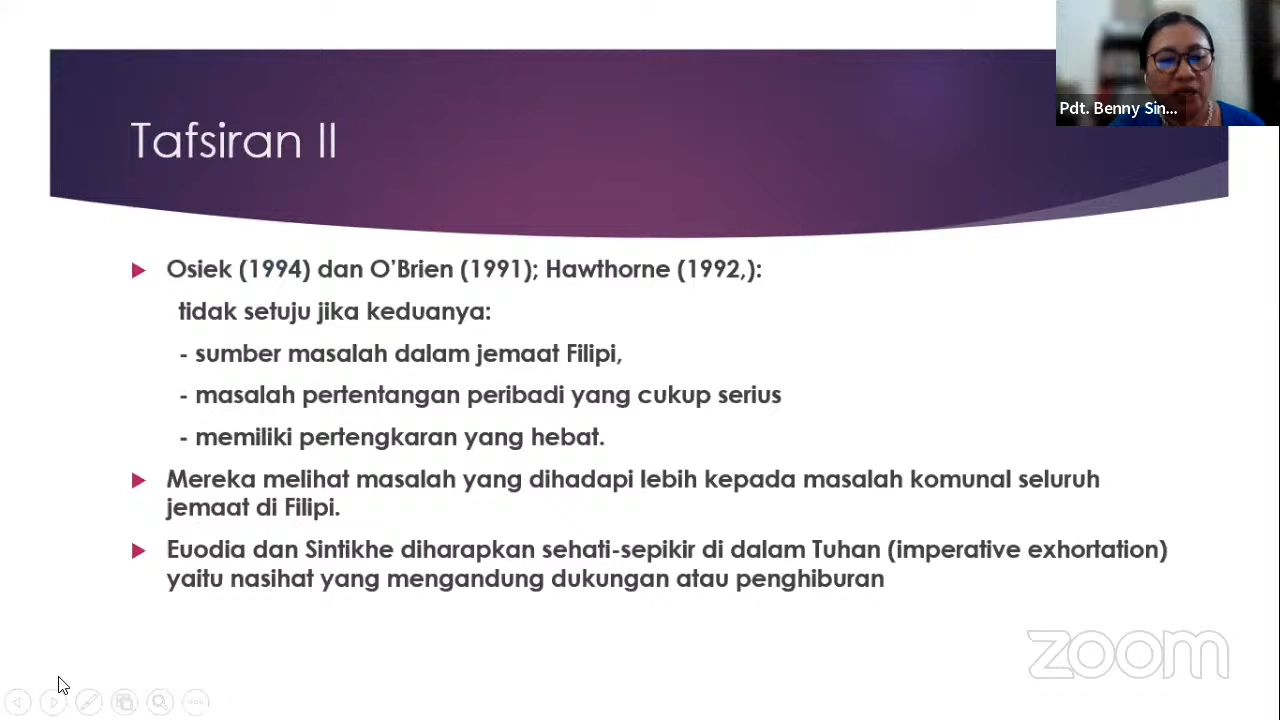 Pdt. Benny Sin...
Tafsiran II
Osiek (1994) dan O'Brien (1991); Hawthorne (1992,):
tidak setuju jika keduanya:
- sumber masalah dalam jemaat Filipi,
- masalah pertentangan peribadi yang cukup serius
- memiliki pertengkaran yang hebat.
Mereka melihat masalah yang dihadapi lebih kepada masalah komunal seluruh
jemaat di Filipi.
Euodia dan Sintikhe diharapkan sehati-sepikir di dalam Tuhan (imperative exhortation)
yaitu nasihat yang mengandung dukungan atau penghiburan
zoom